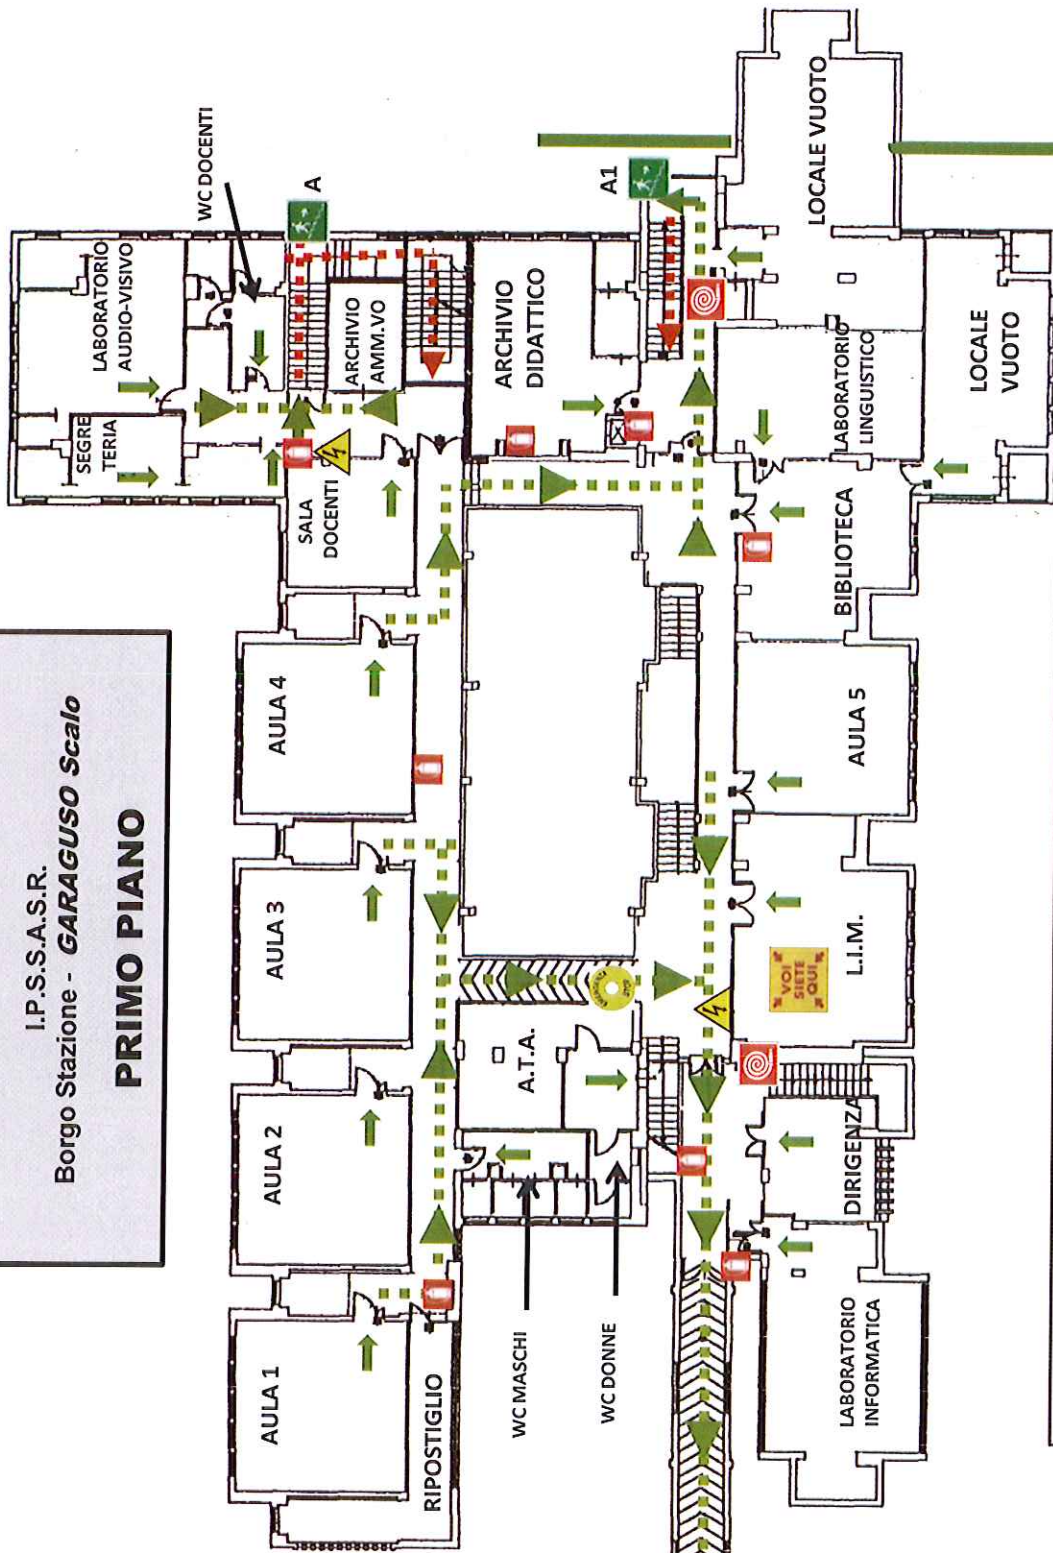 I.P.S.S.A.S.R.
Borgo Stazione - GARAGUSO Scalo
PRIMO PIANO
AULA 1
AULA 2
AULA 3
AULA 4
SALA
DOCENTI
SEGRE
TERIA
LABORATORIO
AUDIO-VISIVO
WC DOCENTI
A
ARCHIVIO
AMM.VO
ARCHIVIO
DIDATTICO
A1
RIPOSTIGLIO
WC MASCHI
WC DONNE
A.T.A.
LABORATORIO
INFORMATICA
DIRIGENZA
VOI
SIETE
QUI
L.I.M.
AULA 5
BIBLIOTECA
LABORATORIO
LINGUISTICO
LOCALE VUOTO
LOCALE
VUOTO